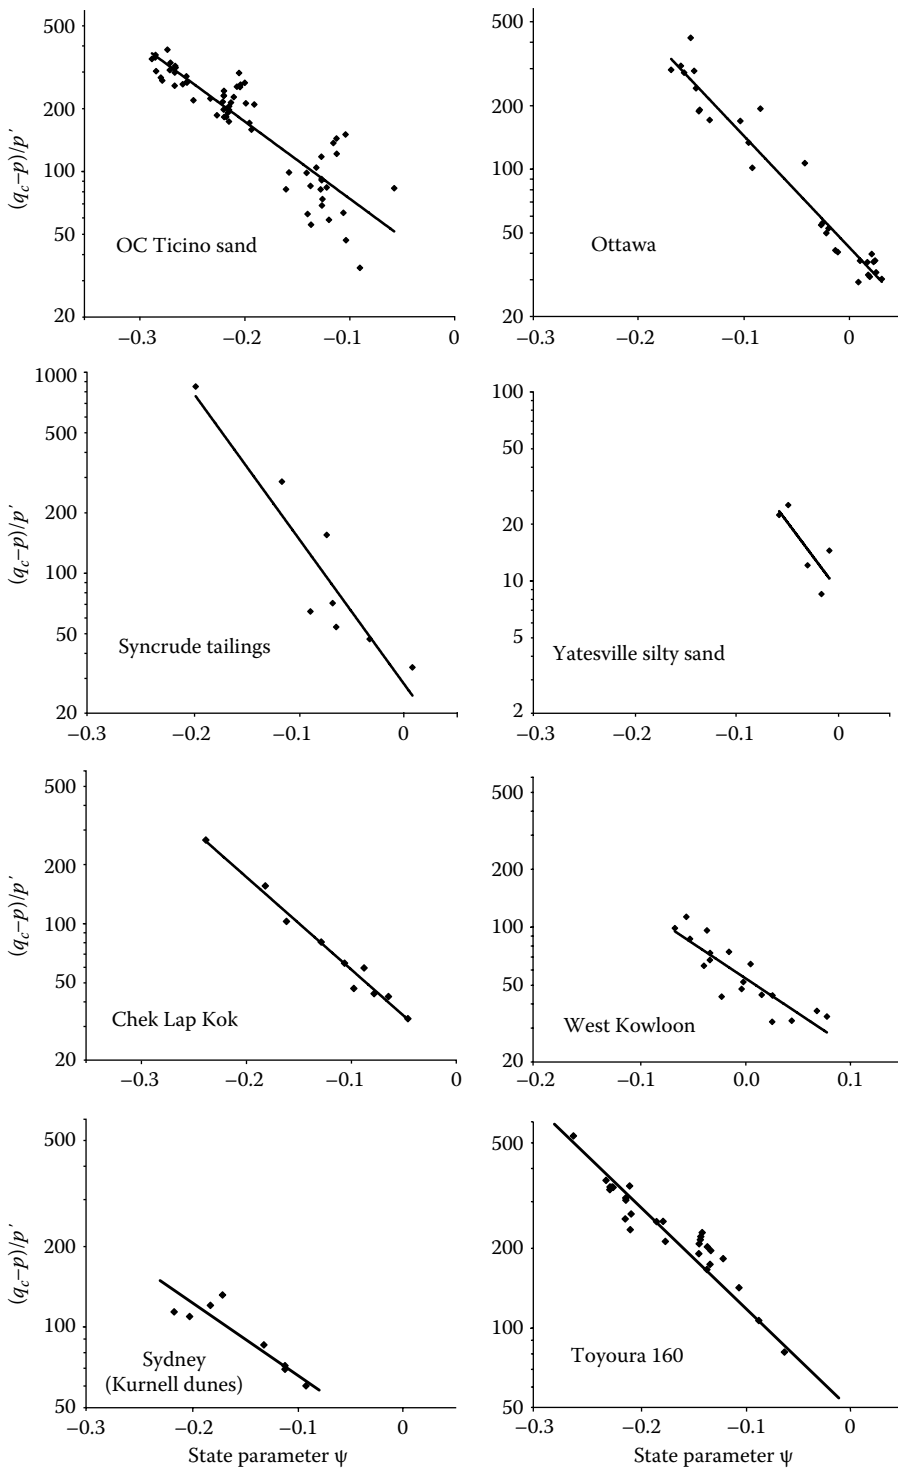 500
200
100
50
20
(q_c–p)/p′
OC Ticino sand
–0.3 –0.2 –0.1 0
500
200
100
50
20
Ottawa
–0.3 –0.2 –0.1 0
1000
500
200
100
50
20
(q_c–p)/p′
Syncrude tailings
–0.3 –0.2 –0.1 0
100
50
20
10
5
2
Yatesville silty sand
–0.3 –0.2 –0.1 0
500
200
100
50
20
(q_c–p)/p′
Chek Lap Kok
–0.3 –0.2 –0.1 0
500
200
100
50
20
West Kowloon
–0.2 –0.1 0.0 0.1
500
200
100
50
(q_c–p)/p′
Sydney
(Kurnell dunes)
–0.3 –0.2 –0.1 0
State parameter ψ
500
200
100
50
Toyoura 160
–0.3 –0.2 –0.1 0
State parameter ψ